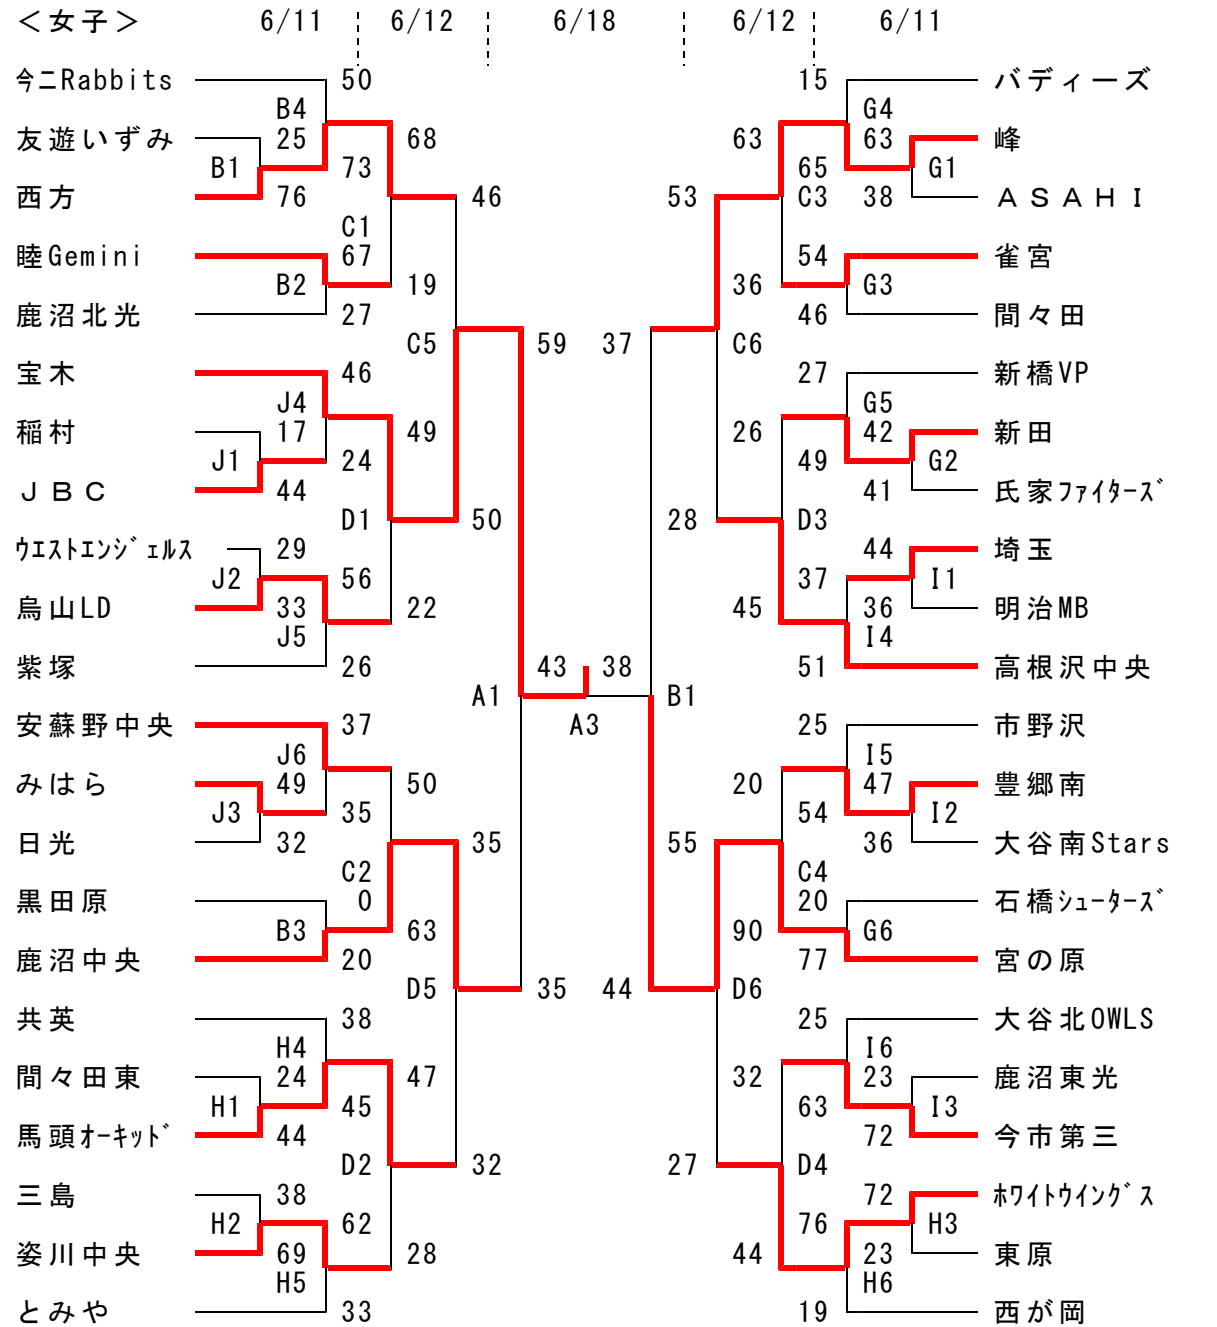 ＜女子＞ 6/11 6/12 6/18 6/12 6/11
今ニRabbits 50 15 バディーズ
B4 G4
友遊いずみ 25 68 63 63 峰
B1 73 65 G1
西方 76 46 53 C3 38 ＡＳＡＨＩ
C1
睦Gemini 67 54 雀宮
B2 19 36 G3
鹿沼北光 27 46 間々田
C5 59 37 C6
宝木 46 27 新橋VP
J4 G5
稲村 17 49 26 42 新田
J1 24 49 G2
ＪＢＣ 44 41 氏家ﾌｧｲﾀｰｽﾞ
D1 50 28 D3
ｳｴｽﾄｴﾝｼﾞｪﾙｽ 29 44 埼玉
J2 56 37 I1
烏山LD 33 22 45 36 明治MB
J5 I4
紫塚 26 43 38 51 高根沢中央
A1 B1
安蘇野中央 37 A3 25 市野沢
J6 I5
みはら 49 50 20 47 豊郷南
J3 35 54 I2
日光 32 35 55 36 大谷南Stars
C2 C4
黒田原 0 20 石橋ｼｭｰﾀｰｽﾞ
B3 63 90 G6
鹿沼中央 20 77 宮の原
D5 35 44 D6
共英 38 25 大谷北OWLS
H4 I6
間々田東 24 47 32 23 鹿沼東光
H1 45 63 I3
馬頭ｵｰｷｯﾄﾞ 44 72 今市第三
D2 32 27 D4
三島 38 72 ﾎﾜｲﾄｳｲﾝｸﾞｽ
H2 62 76 H3
姿川中央 69 28 44 23 東原
H5 H6
とみや 33 19 西が岡